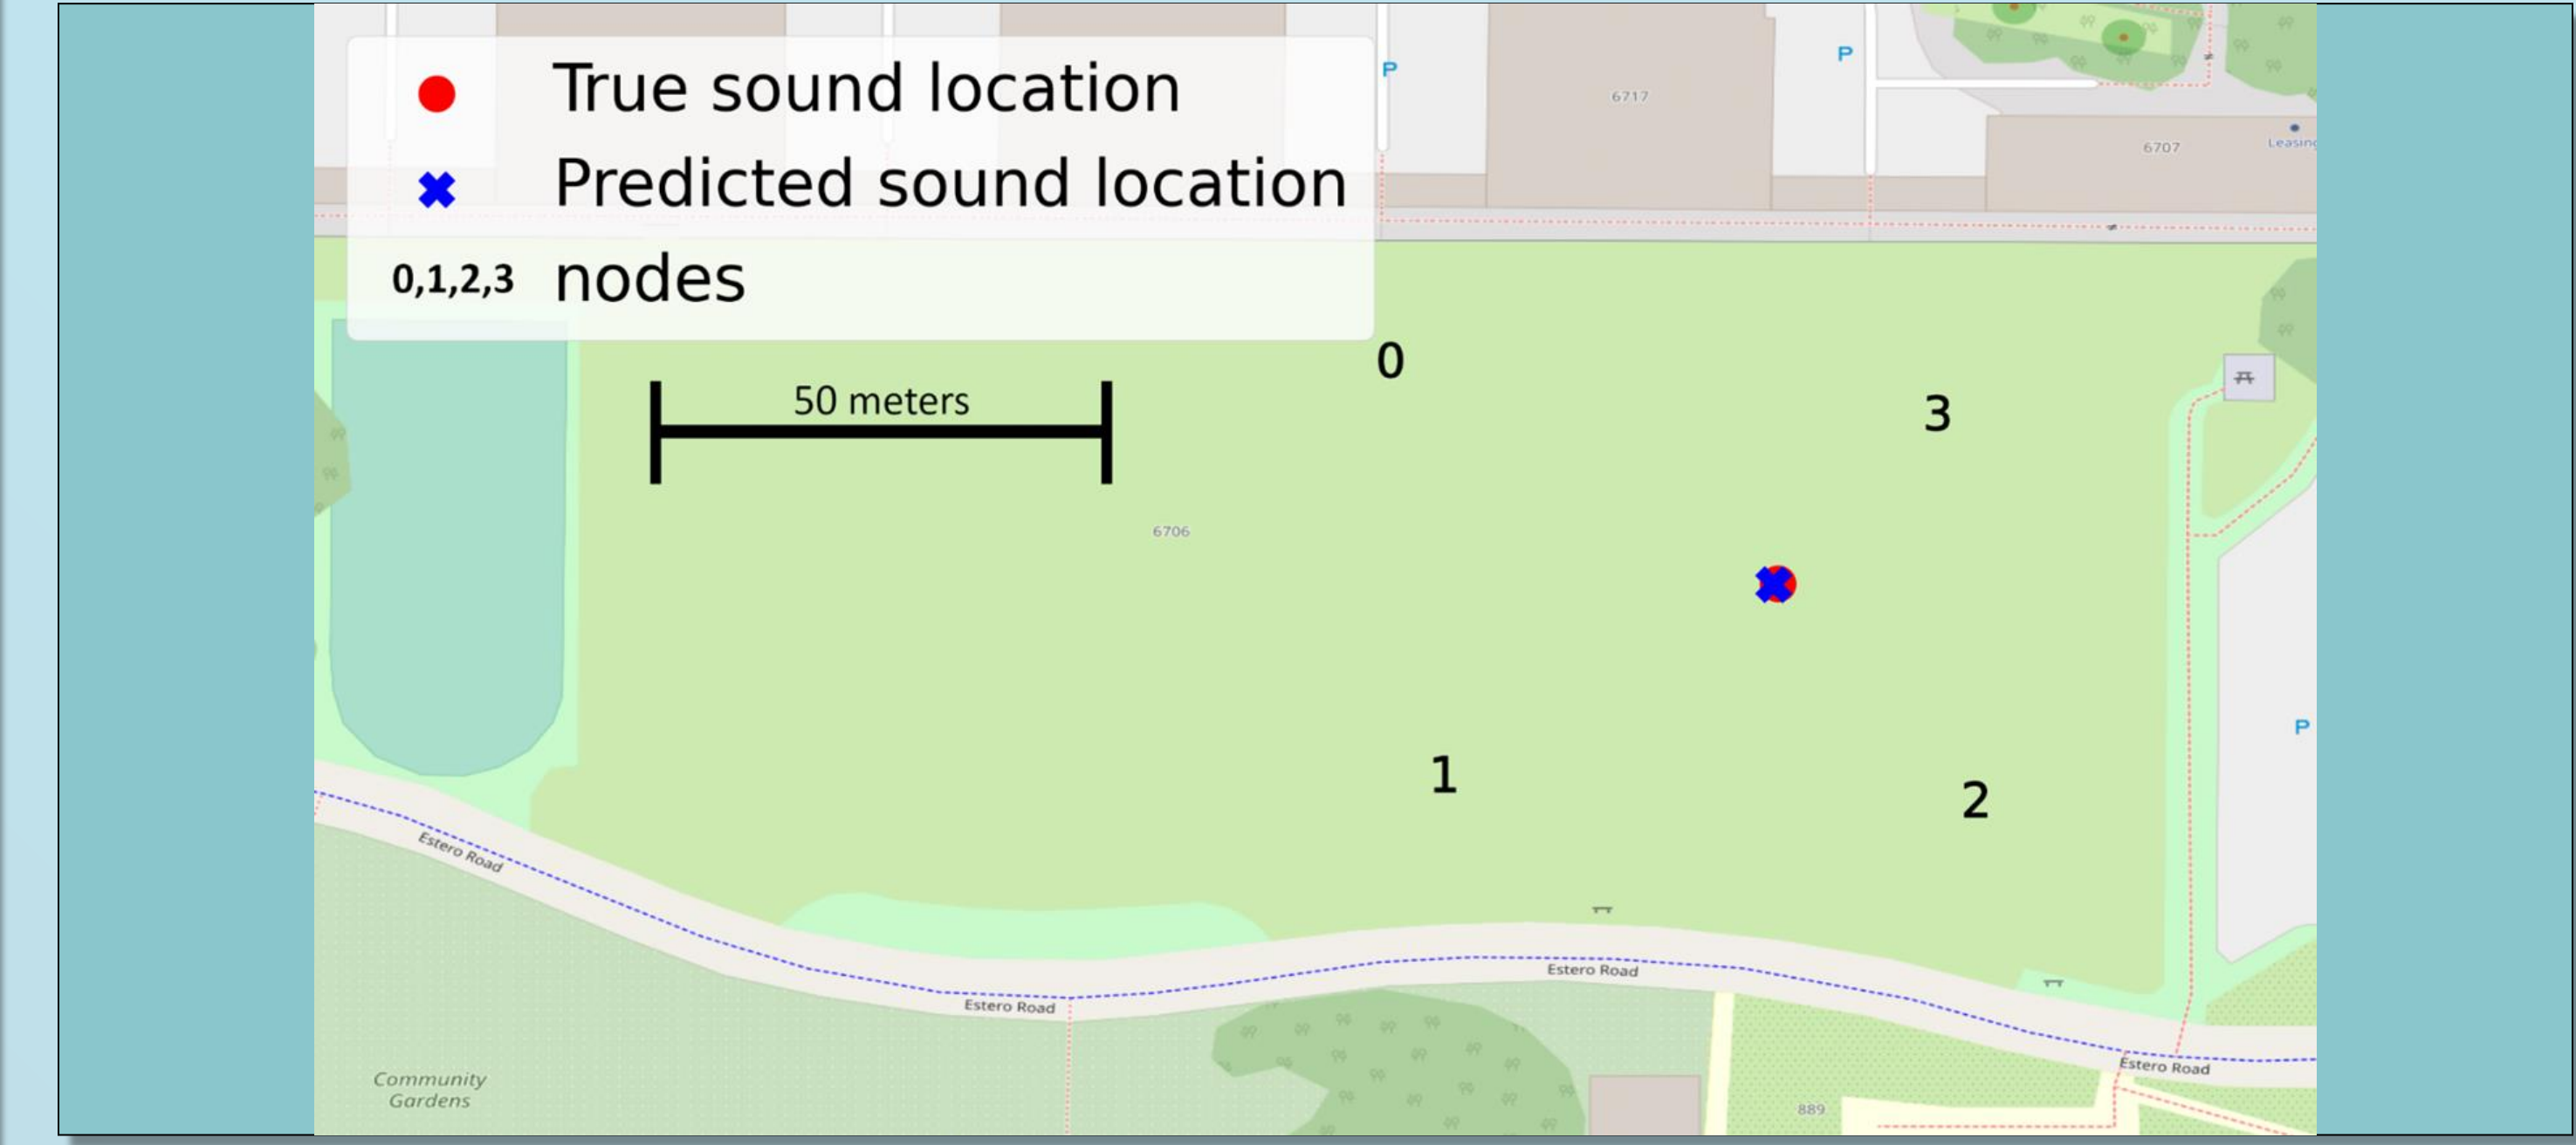 True sound location
Predicted sound location
0,1,2,3 nodes
P
P
6717
6707
Leasing
0
3
50 meters
6706
1
2
P
Estero Road
Estero Road
Estero Road
Estero Road
Community
Gardens
889